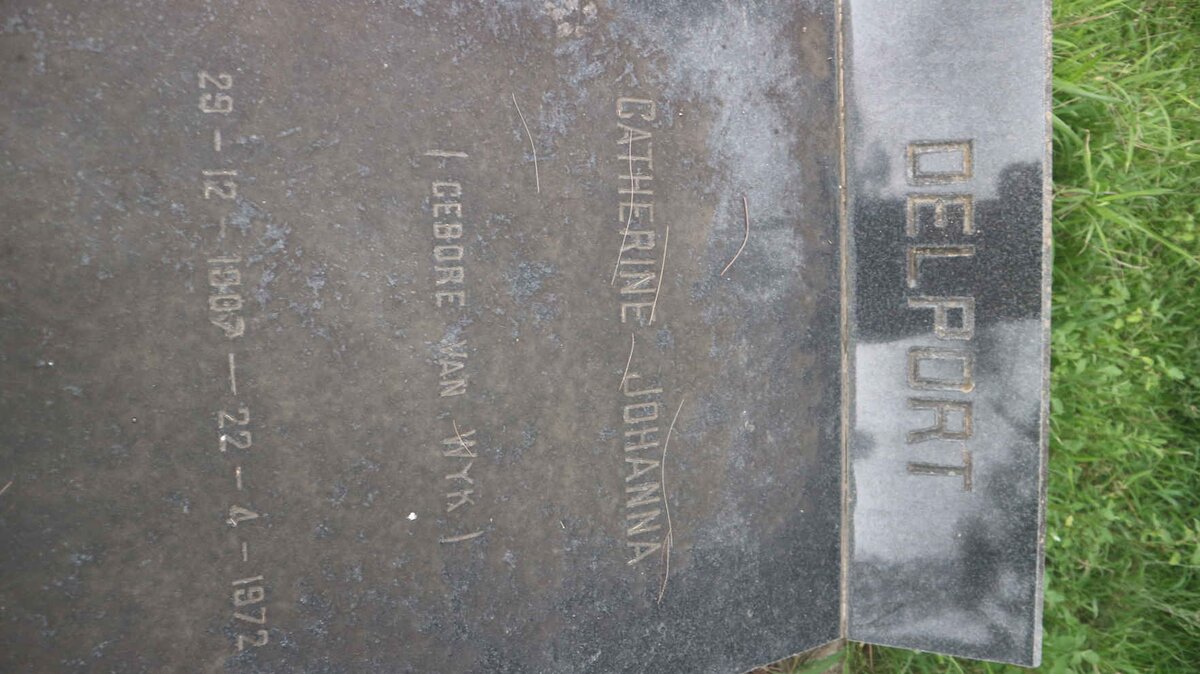 DELPORT
CATHERINE JOHANNA
( GEBORE VAN WYK )
29 – 12 – 1907 – 22 – 4 – 1972